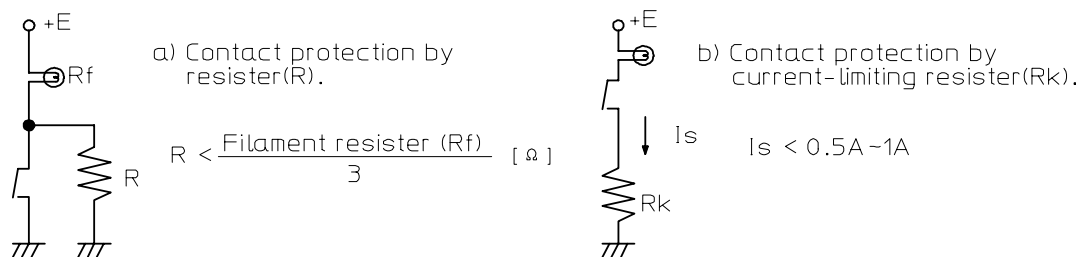 +E
Rf
a) Contact protection by
resister(R).
R < Filament resister (Rf) / 3 [Ω]
R
+E
b) Contact protection by
current-limiting resister(Rk).
Is
Is < 0.5A~1A
Rk